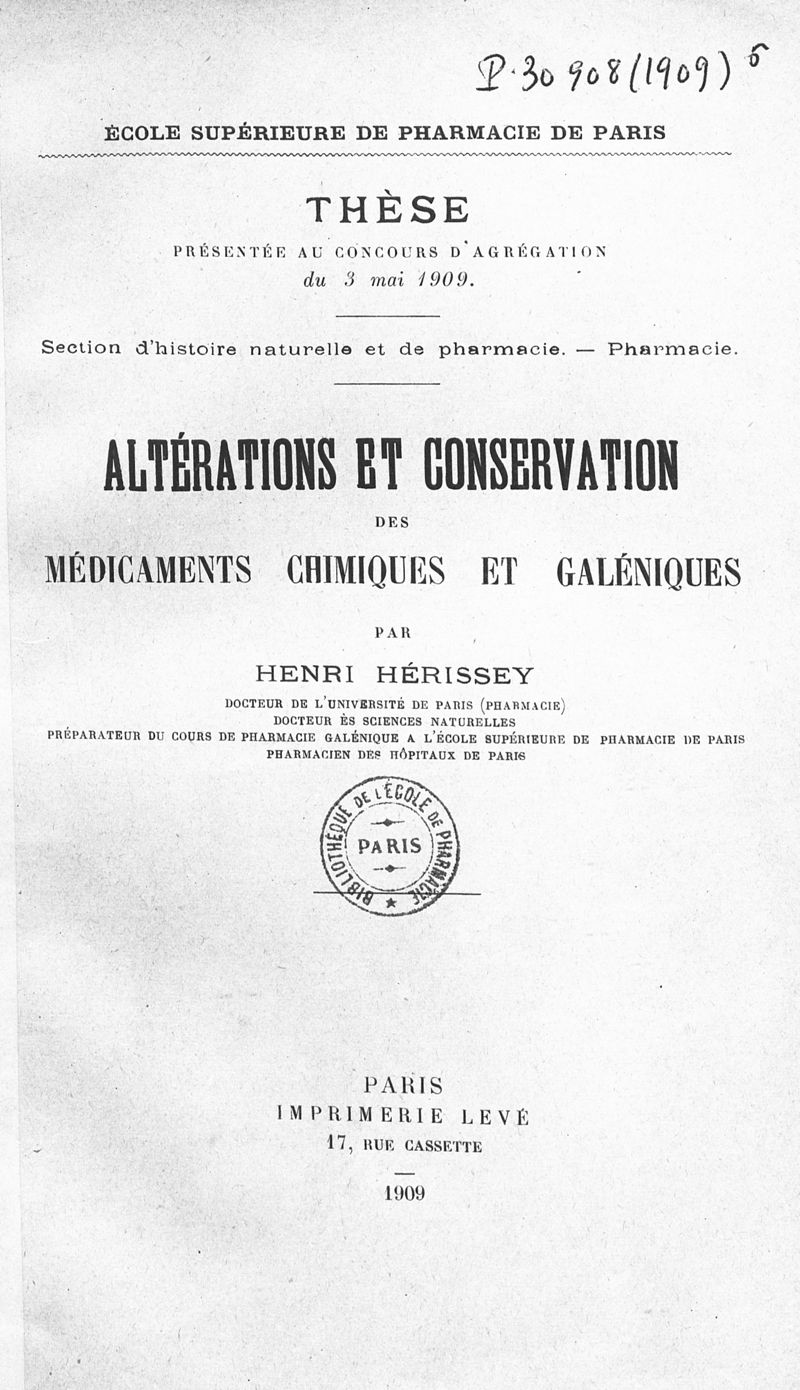 P. 30 908 (1909) 5
ÉCOLE SUPÉRIEURE DE PHARMACIE DE PARIS
THÈSE
PRÉSENTÉE AU CONCOURS D'AGRÉGATION
du 3 mai 1909.
Section d'histoire naturelle et de pharmacie. — Pharmacie.
ALTÉRATIONS ET CONSERVATION
DES
MÉDICAMENTS CHIMIQUES ET GALÉNIQUES
PAR
HENRI HÉRISSEY
DOCTEUR DE L'UNIVERSITÉ DE PARIS (PHARMACIE)
DOCTEUR ÈS SCIENCES NATURELLES
PRÉPARATEUR DU COURS DE PHARMACIE GALÉNIQUE A L'ÉCOLE SUPÉRIEURE DE PHARMACIE DE PARIS
PHARMACIEN DES HÔPITAUX DE PARIS
BIBLIOTHÈQUE DE L'ÉCOLE DE PHARMACIE
PARIS
PARIS
IMPRIMERIE LEVÉ
17, RUE CASSETTE
1909